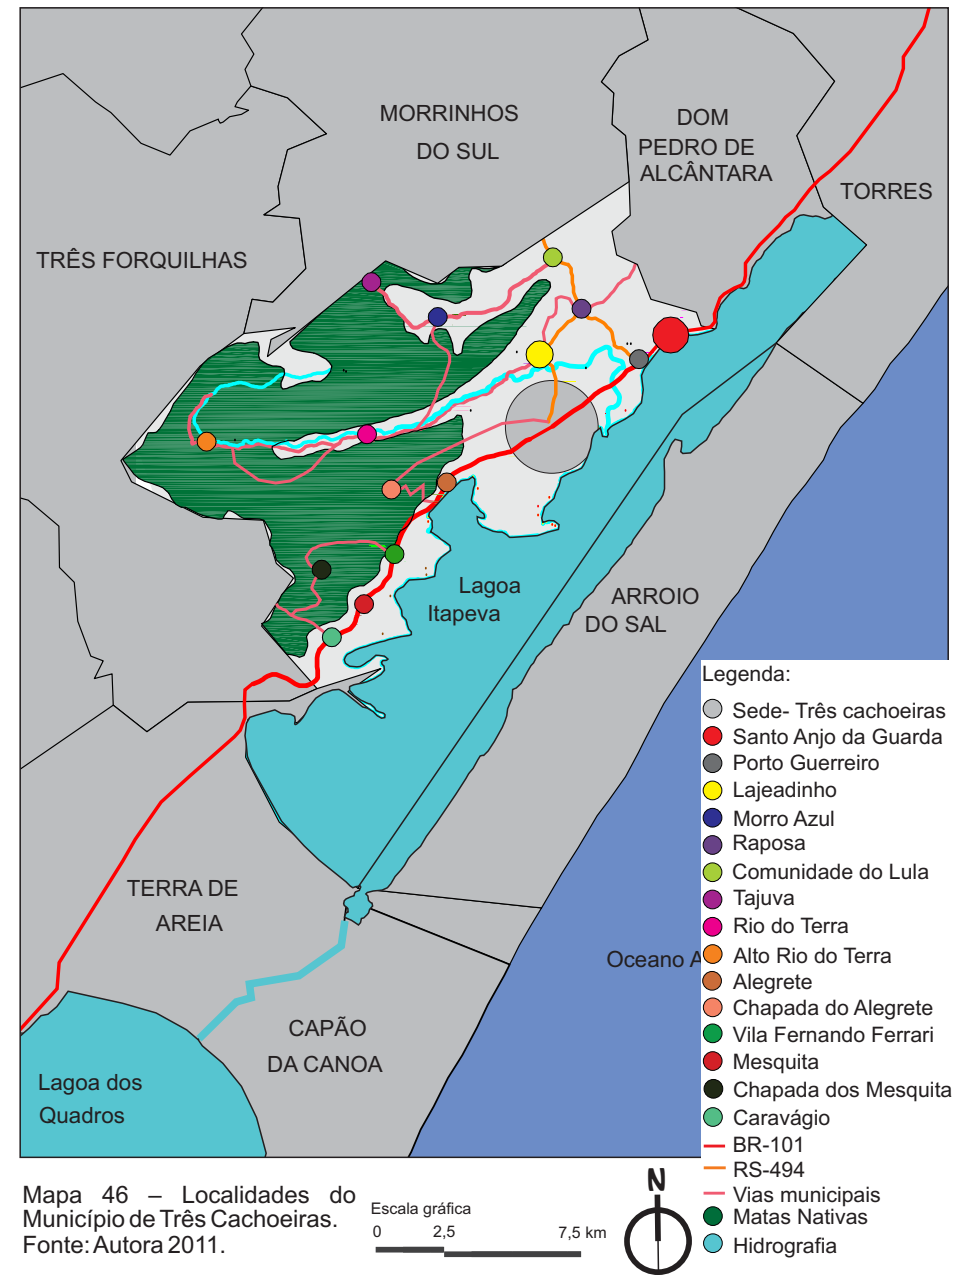 MORRINHOS
DO SUL
DOM
PEDRO DE
ALCÂNTARA
TORRES
TRÊS FORQUILHAS
Lagoa
Itapeva
ARROIO
DO SAL
TERRA DE
AREIA
Oceano A
CAPÃO
DA CANOA
Lagoa dos
Quadros
Legenda:
Sede- Três cachoeiras
Santo Anjo da Guarda
Porto Guerreiro
Lajeadinho
Morro Azul
Raposa
Comunidade do Lula
Tajuva
Rio do Terra
Alto Rio do Terra
Alegrete
Chapada do Alegrete
Vila Fernando Ferrari
Mesquita
Chapada dos Mesquita
Caravágio
BR-101
RS-494
Vias municipais
Matas Nativas
Hidrografia
Mapa 46 – Localidades do
Município de Três Cachoeiras.
Fonte: Autora 2011.
Escala gráfica
0 2,5 7,5 km
N